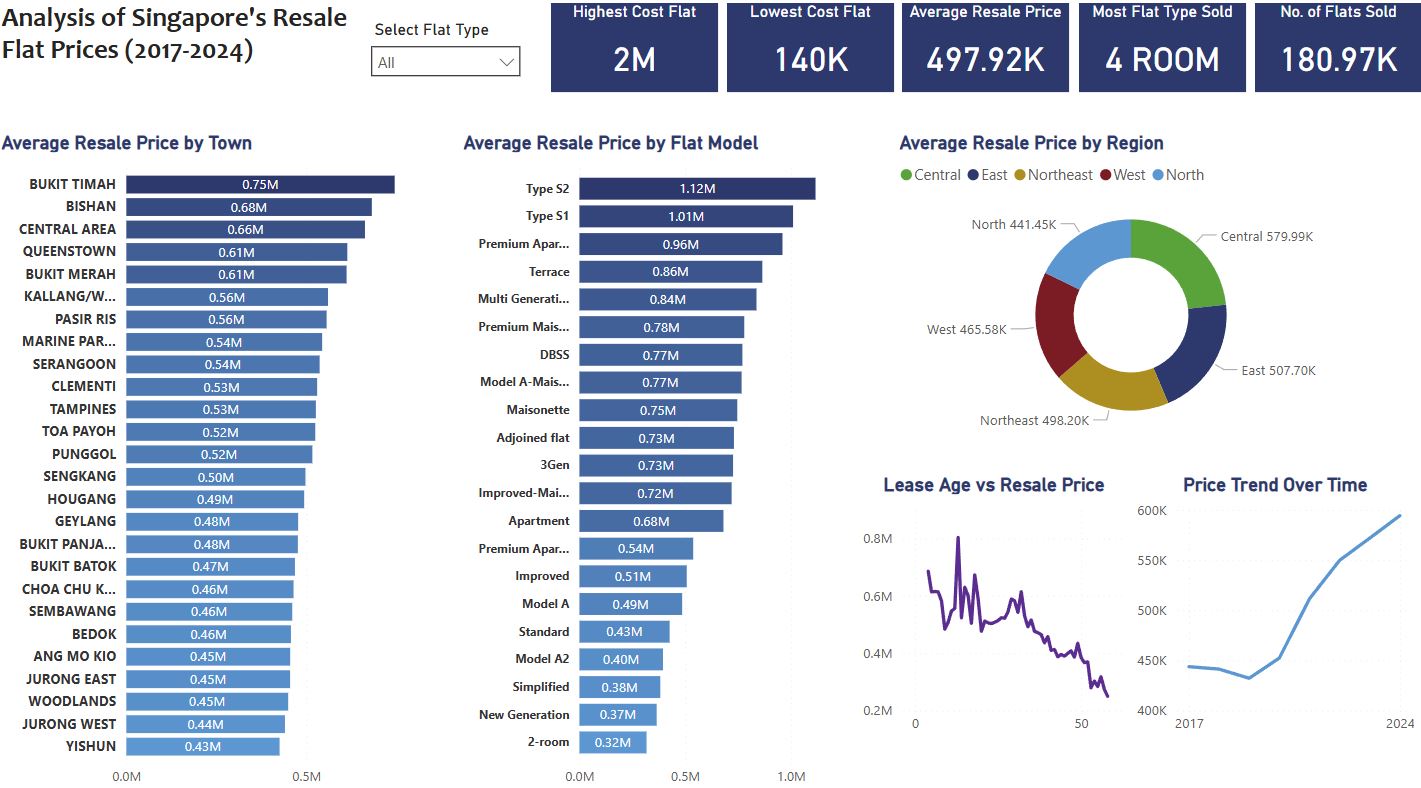 Analysis of Singapore's Resale
Flat Prices (2017-2024)
Select Flat Type
All
Highest Cost Flat
2M
Lowest Cost Flat
140K
Average Resale Price
497.92K
Most Flat Type Sold
4 ROOM
No. of Flats Sold
180.97K
Average Resale Price by Town
BUKIT TIMAH 0.75M
BISHAN 0.68M
CENTRAL AREA 0.66M
QUEENSTOWN 0.61M
BUKIT MERAH 0.61M
KALLANG/W... 0.56M
PASIR RIS 0.56M
MARINE PAR... 0.54M
SERANGOON 0.54M
CLEMENTI 0.53M
TAMPINES 0.53M
TOA PAYOH 0.52M
PUNGGOL 0.52M
SENGKANG 0.50M
HOUGANG 0.49M
GEYLANG 0.48M
BUKIT PANJA... 0.48M
BUKIT BATOK 0.47M
CHOA CHU K... 0.46M
SEMBAWANG 0.46M
BEDOK 0.46M
ANG MO KIO 0.45M
JURONG EAST 0.45M
WOODLANDS 0.45M
JURONG WEST 0.44M
YISHUN 0.43M
0.0M 0.5M
Average Resale Price by Flat Model
Type S2 1.12M
Type S1 1.01M
Premium Apar... 0.96M
Terrace 0.86M
Multi Generati... 0.84M
Premium Mais... 0.78M
DBSS 0.77M
Model A-Mais... 0.77M
Maisonette 0.75M
Adjoined flat 0.73M
3Gen 0.73M
Improved-Mai... 0.72M
Apartment 0.68M
Premium Apar... 0.54M
Improved 0.51M
Model A 0.49M
Standard 0.43M
Model A2 0.40M
Simplified 0.38M
New Generation 0.37M
2-room 0.32M
0.0M 0.5M 1.0M
Average Resale Price by Region
Central East Northeast West North
North 441.45K
Central 579.99K
West 465.58K
East 507.70K
Northeast 498.20K
Lease Age vs Resale Price
0.8M
0.6M
0.4M
0.2M
0 50
Price Trend Over Time
600K
550K
500K
450K
400K
2017 2024